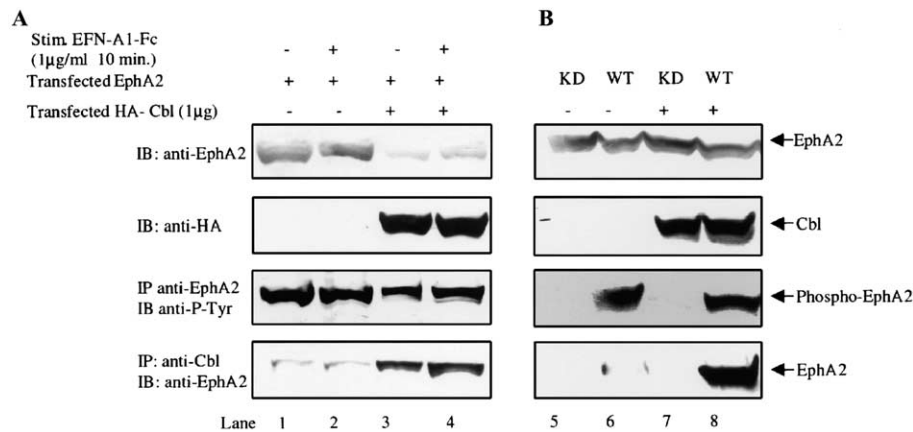 A
B
Stim. EFN-A1-Fc - + - +
(1µg/ml 10 min.)
Transfected EphA2 + + + +
KD WT KD WT
Transfected HA- Cbl (1µg) - - + +
- - + +
IB: anti-EphA2
EphA2
IB: anti-HA
Cbl
IP anti-EphA2
IB anti-P-Tyr
Phospho-EphA2
IP: anti-Cbl
IB: anti-EphA2
EphA2
Lane 1 2 3 4 5 6 7 8